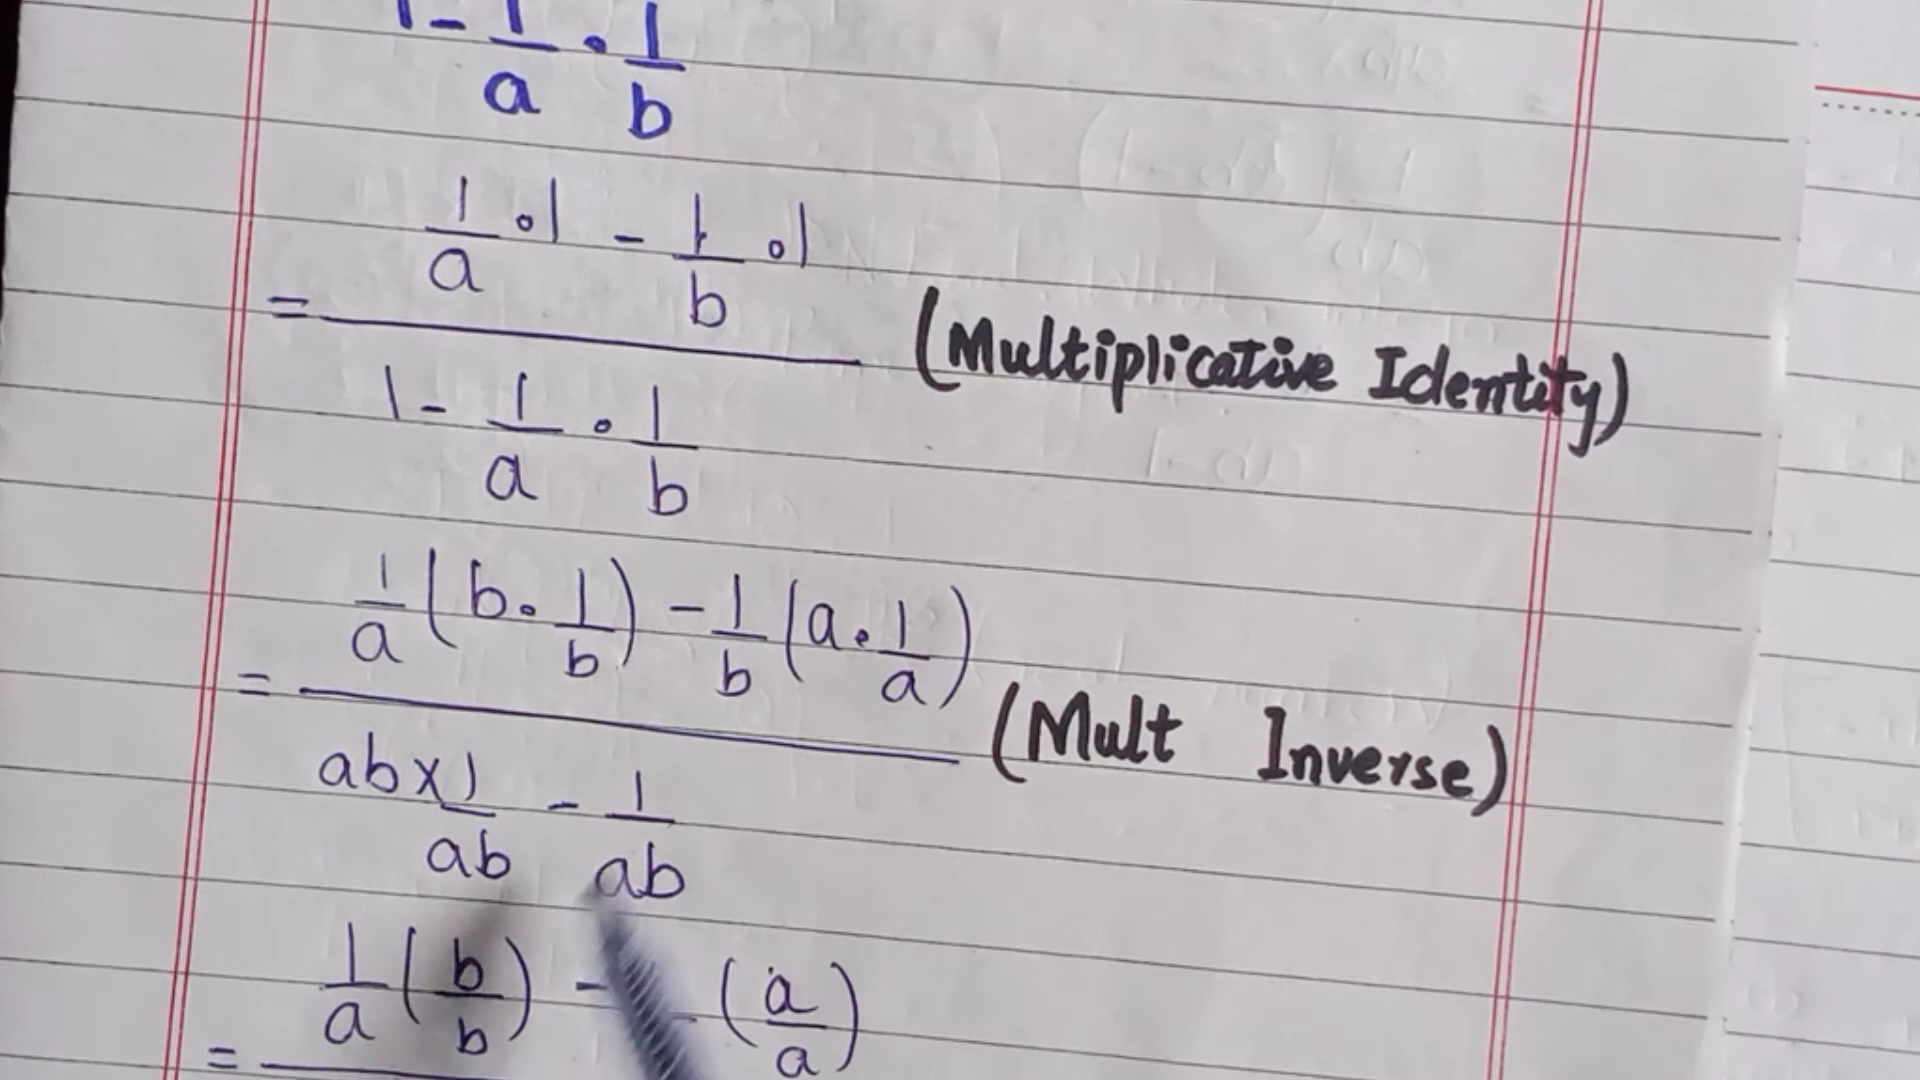 1 - 1/a · 1/b
1/a · 1 - 1/b · 1
= (Multiplicative Identity)
1 - 1/a · 1/b
1/a (b · 1/b) - 1/b (a · 1/a)
= (Mult Inverse)
ab × 1/ab - 1/ab
1/a (b/b) - (a/a)
=